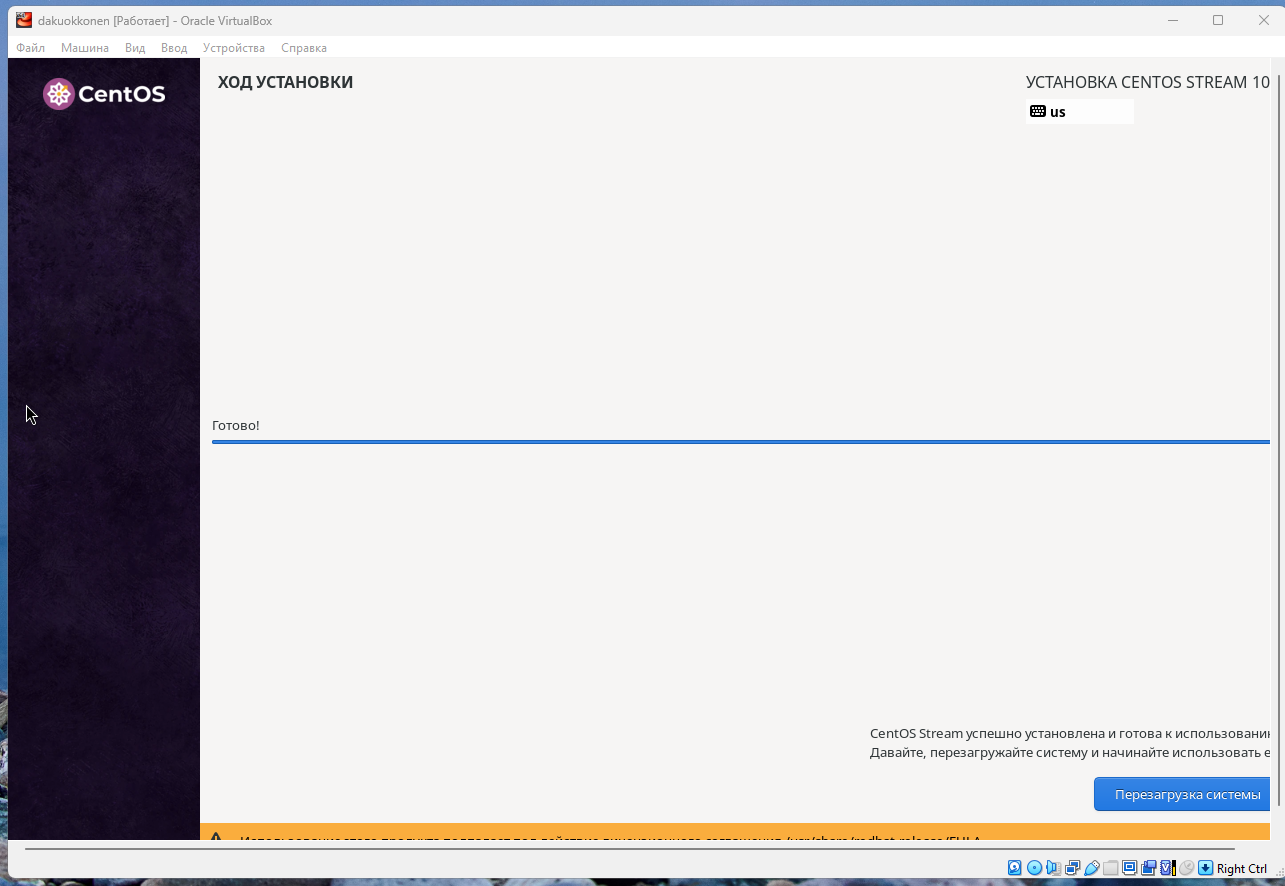 dakuokkonen [Работает] - Oracle VirtualBox
Файл Машина Вид Ввод Устройства Справка
CentOS
ХОД УСТАНОВКИ
УСТАНОВКА CENTOS STREAM 10
us
Готово!
CentOS Stream успешно установлена и готова к
Давайте, перезагружайте систему и начинайте использовать
Перезагрузка системы
Right Ctrl